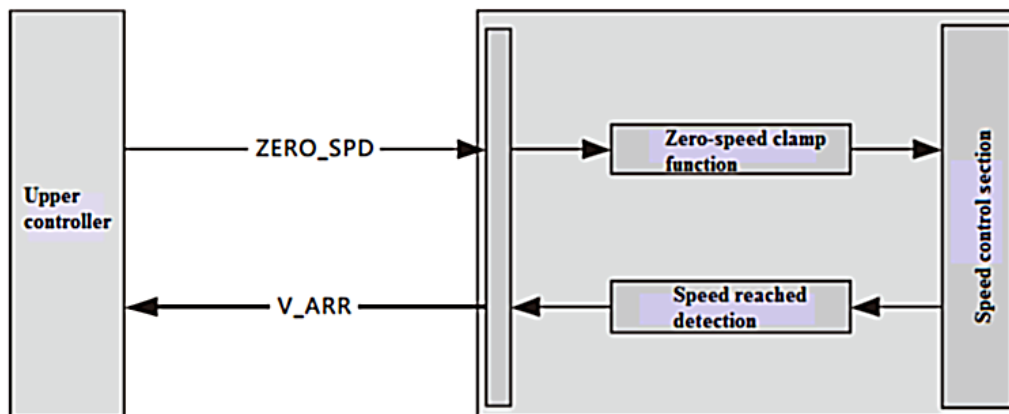 ZERO_SPD
Zero-speed clamp
function
Upper
controller
Speed control section
V_ARR
Speed reached
detection